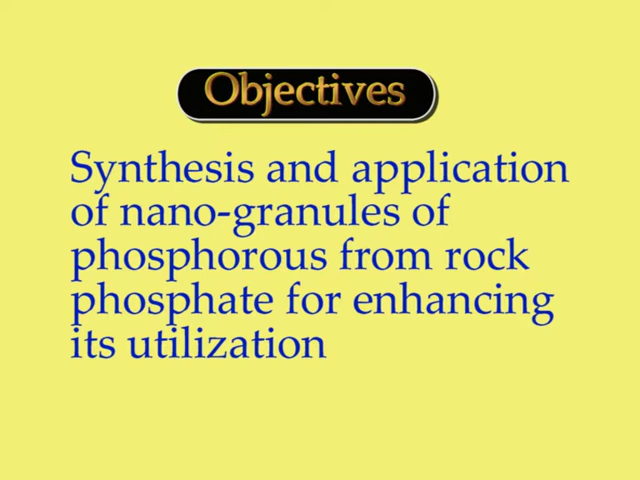 Objectives
Synthesis and application
of nano-granules of
phosphorous from rock
phosphate for enhancing
its utilization